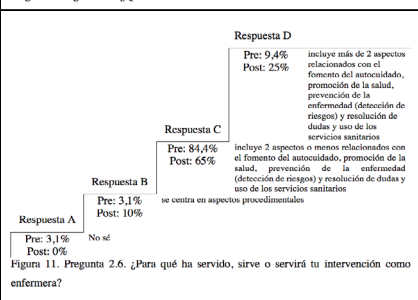 Respuesta D
Pre: 9,4%
Post: 25%
incluye más de 2 aspectos
relacionados con el
fomento del autocuidado,
promoción de la salud,
prevención de la
enfermedad (detección de
riesgos) y resolución de
dudas y uso de los
servicios sanitarios
Respuesta C
Pre: 84,4%
Post: 65%
incluye 2 aspectos o menos relacionados con
el fomento del autocuidado, promoción de la
salud, prevención de la enfermedad
(detección de riesgos) y resolución de dudas y
uso de los servicios sanitarios
Respuesta B
Pre: 3,1%
Post: 10%
se centra en aspectos procedimentales
Respuesta A
Pre: 3,1%
Post: 0%
No sé
Figura 11. Pregunta 2.6. ¿Para qué ha servido, sirve o servirá tu intervención como
enfermera?